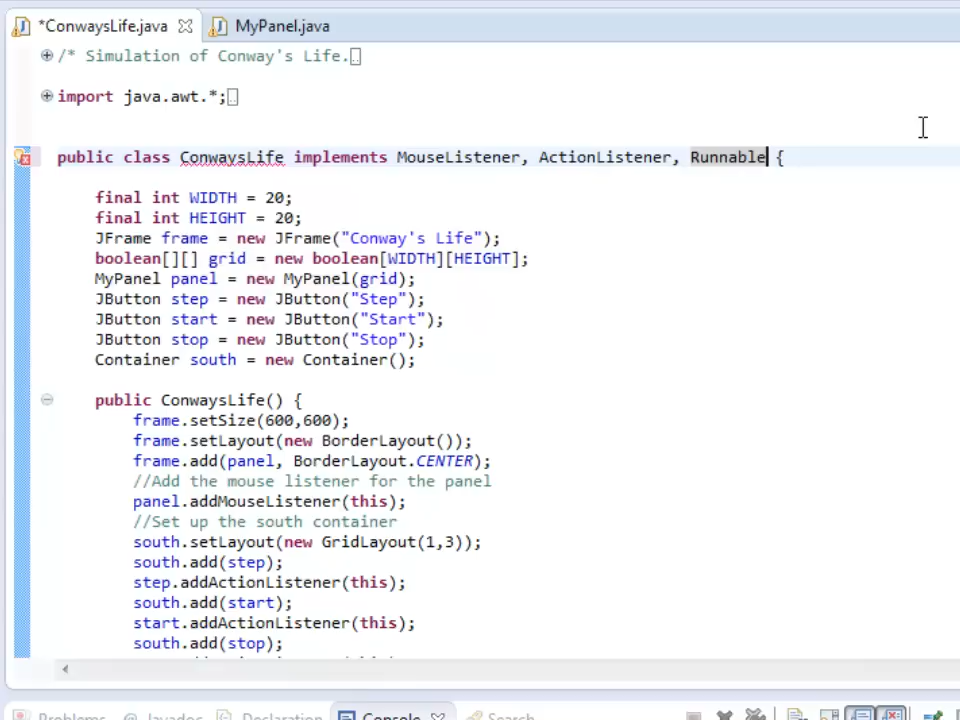 *ConwaysLife.java MyPanel.java
/* Simulation of Conway's Life.
import java.awt.*;
public class ConwaysLife implements MouseListener, ActionListener, Runnable {
final int WIDTH = 20;
final int HEIGHT = 20;
JFrame frame = new JFrame("Conway's Life");
boolean[][] grid = new boolean[WIDTH][HEIGHT];
MyPanel panel = new MyPanel(grid);
JButton step = new JButton("Step");
JButton start = new JButton("Start");
JButton stop = new JButton("Stop");
Container south = new Container();
public ConwaysLife() {
frame.setSize(600,600);
frame.setLayout(new BorderLayout());
frame.add(panel, BorderLayout.CENTER);
//Add the mouse listener for the panel
panel.addMouseListener(this);
//Set up the south container
south.setLayout(new GridLayout(1,3));
south.add(step);
step.addActionListener(this);
south.add(start);
start.addActionListener(this);
south.add(stop);
Problems Javadoc Declaration Console Search